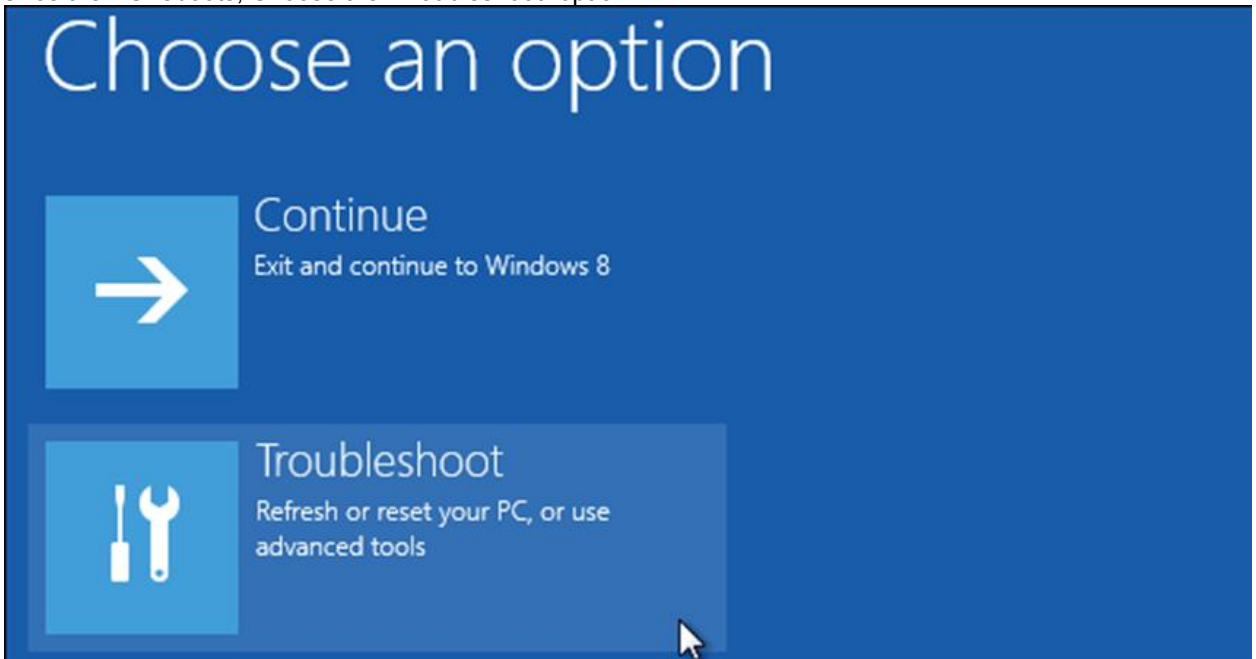 Choose an option
Continue
Exit and continue to Windows 8
Troubleshoot
Refresh or reset your PC, or use
advanced tools